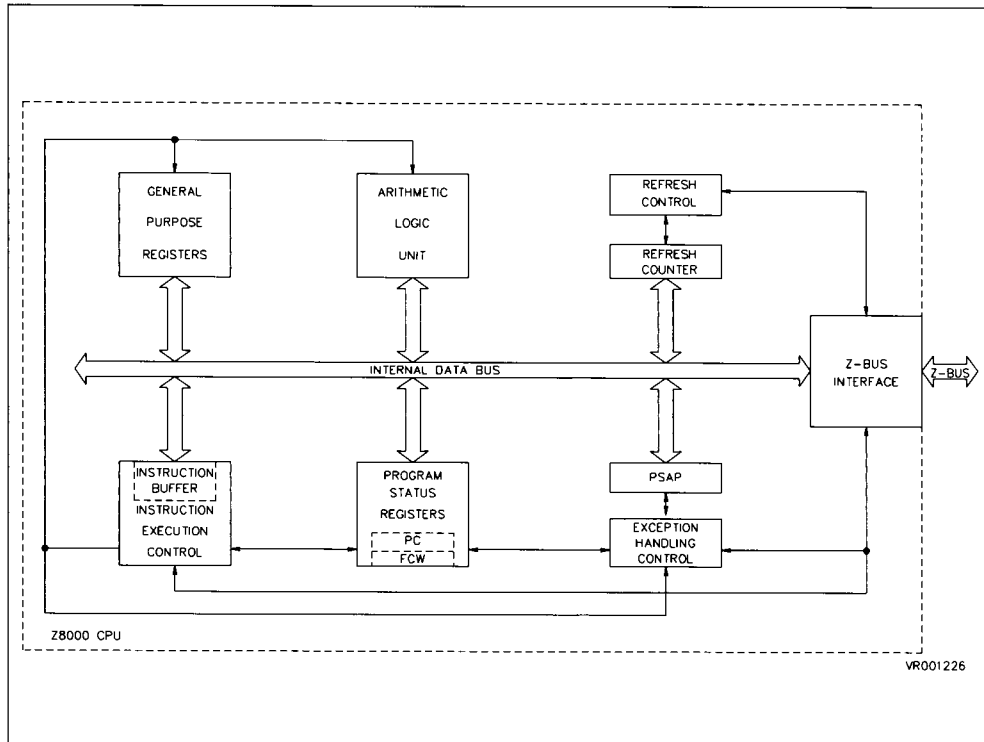 GENERAL
PURPOSE
REGISTERS
ARITHMETIC
LOGIC
UNIT
REFRESH
CONTROL
REFRESH
COUNTER
INTERNAL DATA BUS
Z-BUS
INTERFACE
Z-BUS
INSTRUCTION
BUFFER
INSTRUCTION
EXECUTION
CONTROL
PROGRAM
STATUS
REGISTERS
PC
FCW
PSAP
EXCEPTION
HANDLING
CONTROL
Z8000 CPU
VR001226